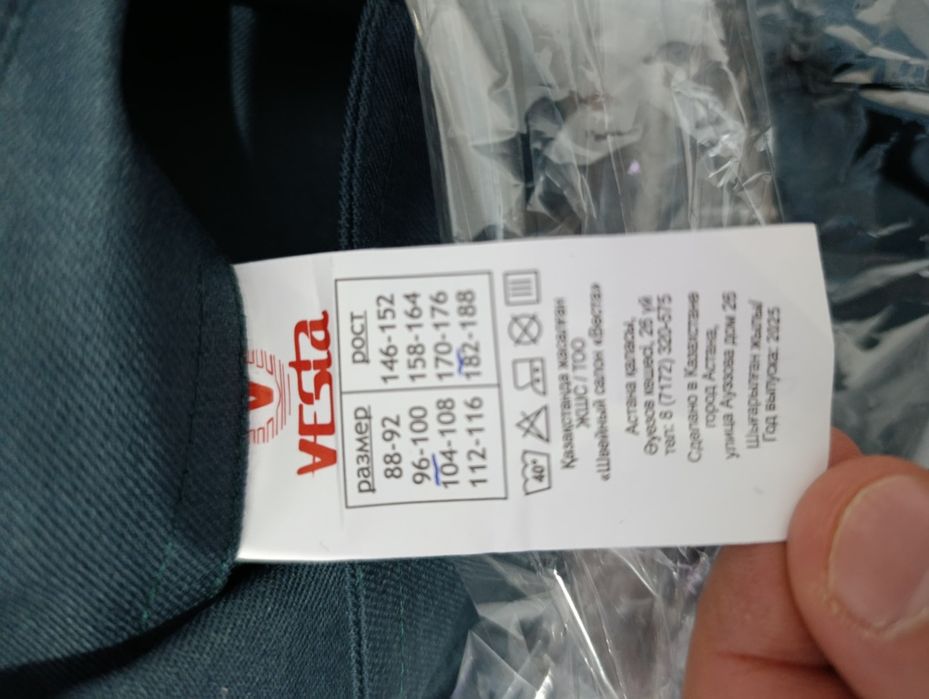 VESta
размер рост
88-92 146-152
96-100 158-164
104-108 170-176
112-116 182-188
40°
Қазақстанда жасалған
ЖШС / ТОО
«Швейный салон «Веста»
Астана қаласы,
Әуезов көшесі, 26 үй
тел: 8 (7172) 320-575
Сделано в Казахстане
город Астана,
улица Ауэзова дом 26
Шығарылған жылы/
Год выпуска: 2025